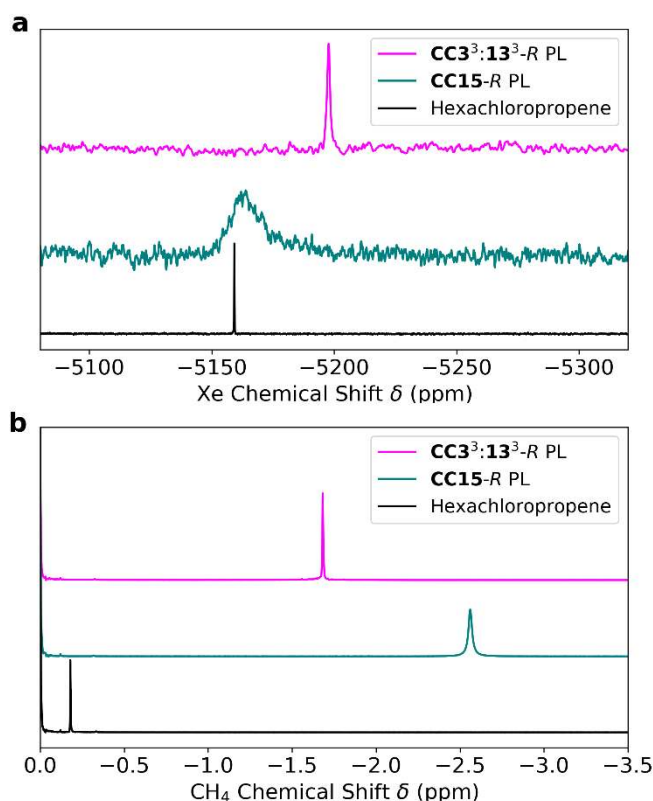 a
CC3³:13³-R PL
CC15-R PL
Hexachloropropene
−5100 −5150 −5200 −5250 −5300
Xe Chemical Shift δ (ppm)
b
CC3³:13³-R PL
CC15-R PL
Hexachloropropene
0.0 −0.5 −1.0 −1.5 −2.0 −2.5 −3.0 −3.5
CH₄ Chemical Shift δ (ppm)